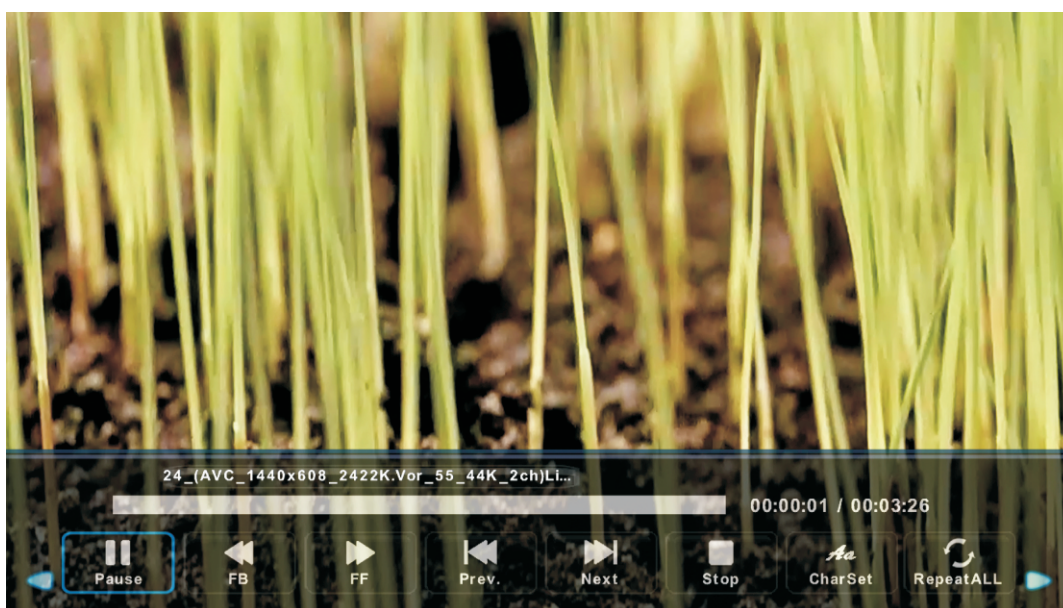 24_(AVC_1440x608_2422K.Vor_55_44K_2ch)Li...
00:00:01 / 00:03:26
Pause FB FF Prev. Next Stop Aa CharSet RepeatALL